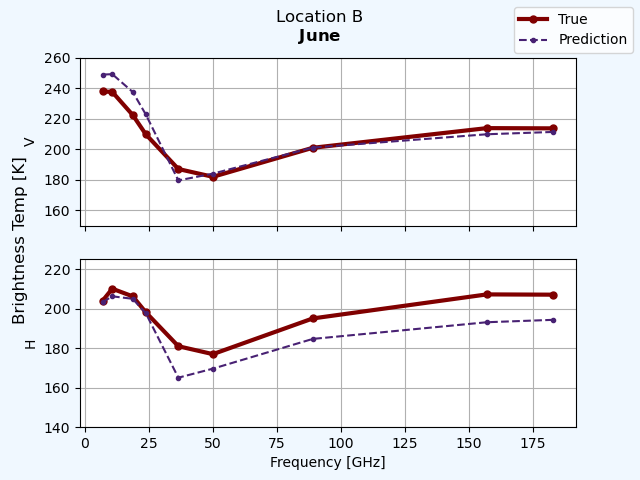 Location B
June
True
Prediction
260
240
220
200
180
160
V
Brightness Temp [K]
220
200
180
160
140
H
0 25 50 75 100 125 150 175
Frequency [GHz]